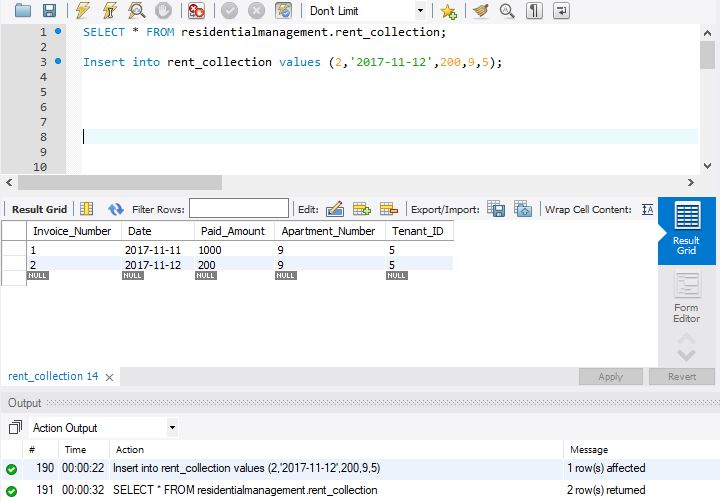 Don't Limit
1 SELECT * FROM residentialmanagement.rent_collection;
2
3 Insert into rent_collection values (2,'2017-11-12',200,9,5);
4
5
6
7
8
9
10
Result Grid Filter Rows: Edit: Export/Import: Wrap Cell Content:
Invoice_Number Date Paid_Amount Apartment_Number Tenant_ID
1 2017-11-11 1000 9 5
2 2017-11-12 200 9 5
NULL NULL NULL NULL NULL
Result
Grid
Form
Editor
rent_collection 14
Apply Revert
Output
Action Output
# Time Action Message
190 00:00:22 Insert into rent_collection values (2,'2017-11-12',200,9,5) 1 row(s) affected
191 00:00:32 SELECT * FROM residentialmanagement.rent_collection 2 row(s) returned